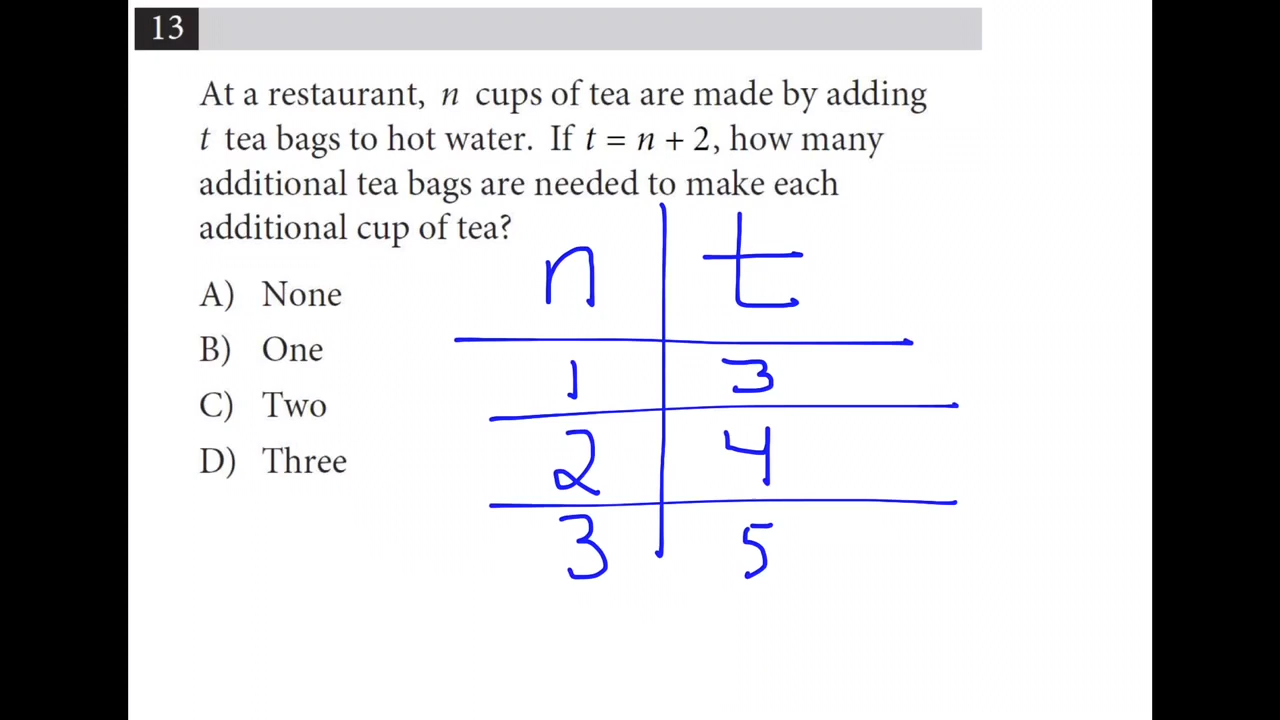 13
At a restaurant, n cups of tea are made by adding
t tea bags to hot water. If t = n + 2, how many
additional tea bags are needed to make each
additional cup of tea?
A) None
B) One
C) Two
D) Three
n t
1 3
2 4
3 5